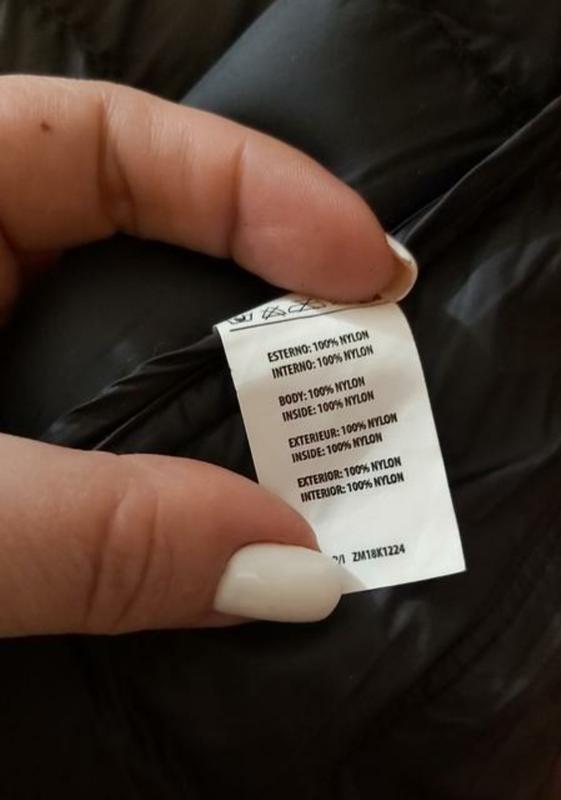 ESTERNO: 100% NYLON
INTERNO: 100% NYLON
BODY: 100% NYLON
INSIDE: 100% NYLON
EXTERIEUR: 100% NYLON
INSIDE: 100% NYLON
EXTERIOR: 100% NYLON
INTERIOR: 100% NYLON
ZM18K1224